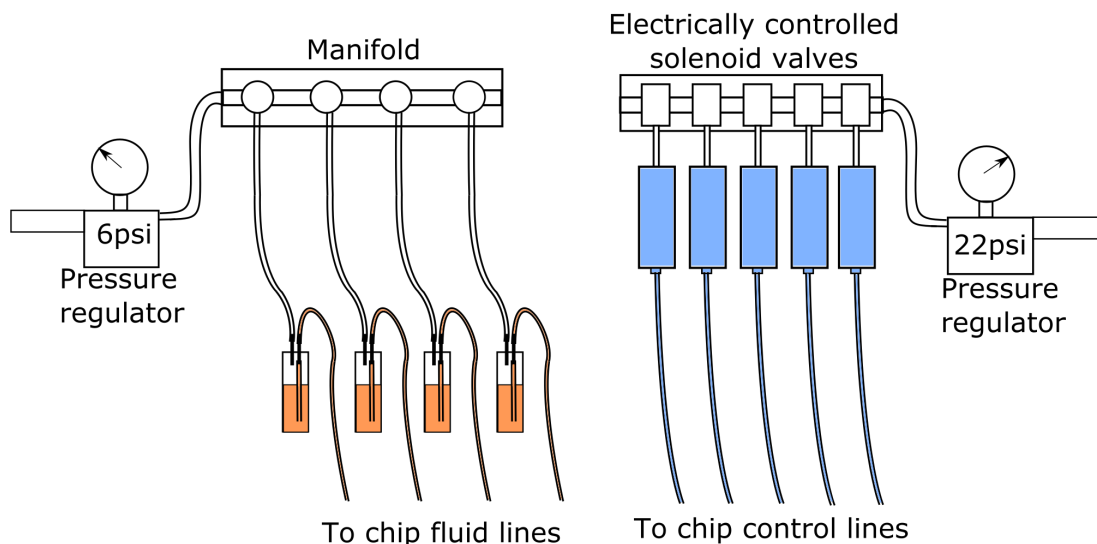 Manifold
Electrically controlled
solenoid valves
6psi
Pressure
regulator
22psi
Pressure
regulator
To chip fluid lines
To chip control lines